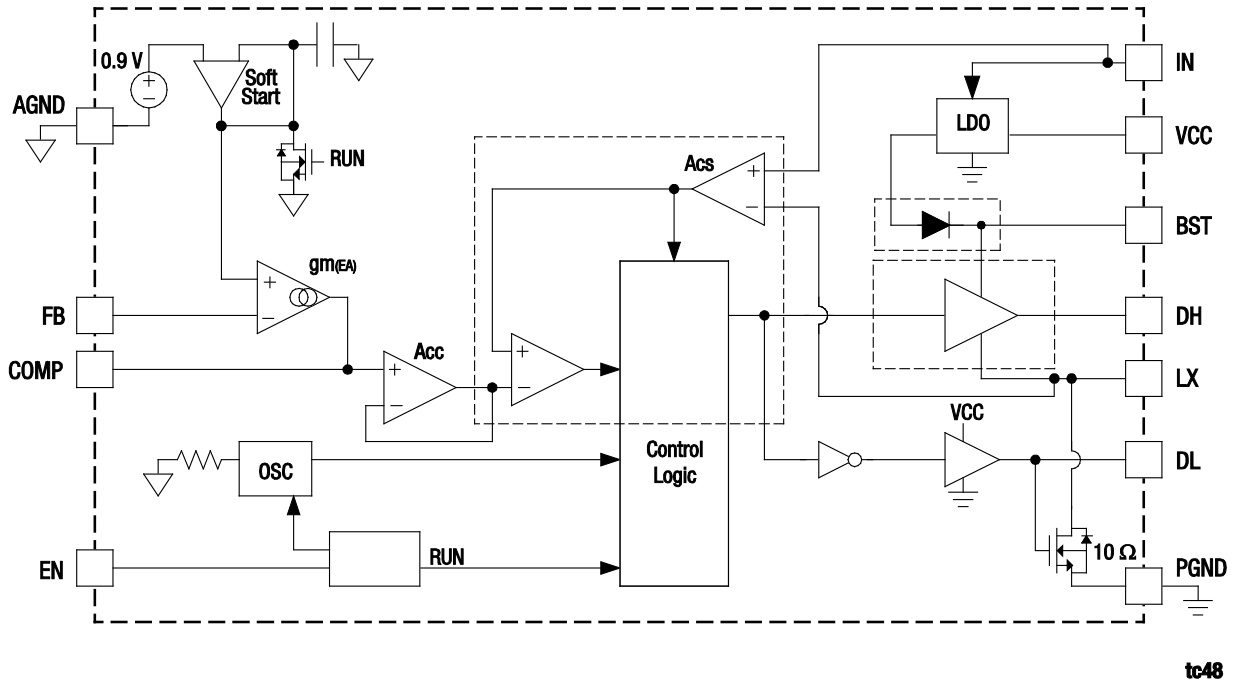 0.9 V
Soft
Start
AGND
RUN
IN
LDO
VCC
Acs
+
−
BST
gm(EA)
+
−
FB
DH
COMP
Acc
+
−
+
−
LX
VCC
Control
Logic
OSC
DL
RUN
EN
10 Ω
PGND
tc48